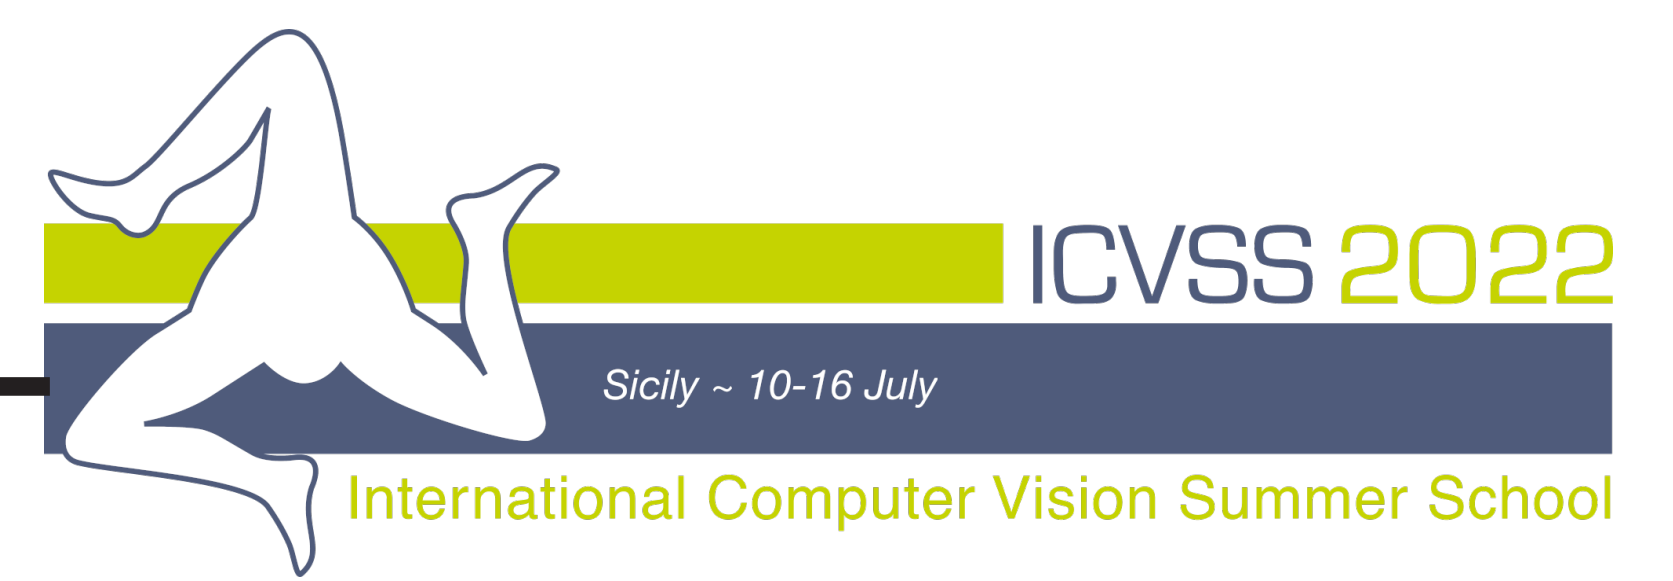 ICVSS 2022
Sicily ~ 10-16 July
International Computer Vision Summer School